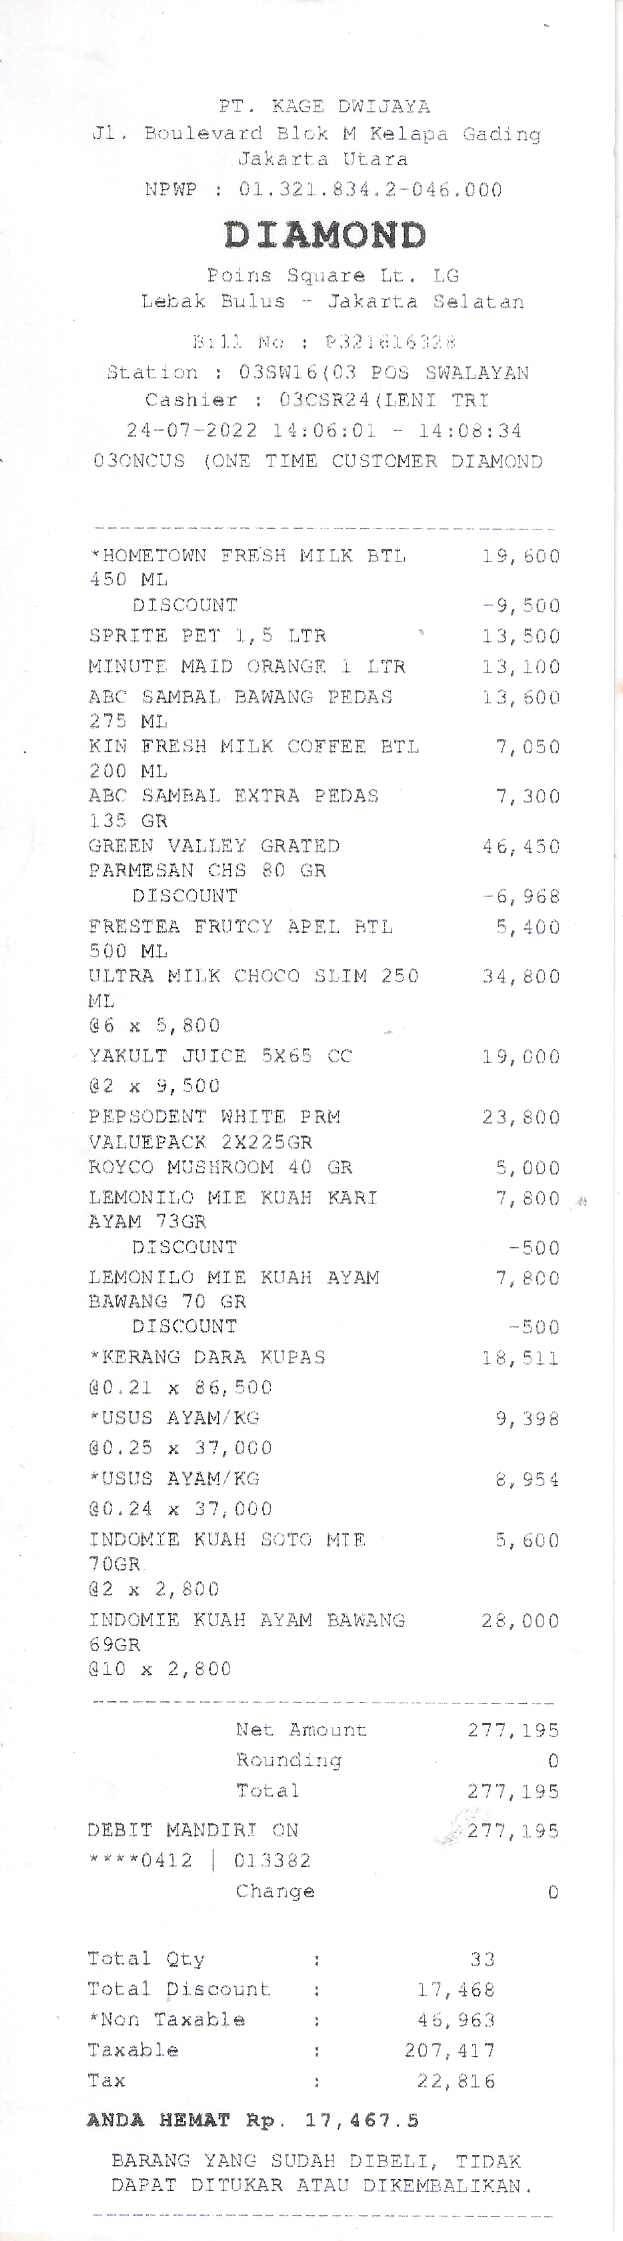 PT. KAGE DWIJAYA
Jl. Boulevard Blok M Kelapa Gading
Jakarta Utara
NPWP : 01.321.834.2-046.000
DIAMOND
Poins Square Lt. LG
Lebak Bulus - Jakarta Selatan
Bill No : P321616328
Station : 03SW16(03 POS SWALAYAN
Cashier : 03CSR24(LENI TRI
24-07-2022 14:06:01 - 14:08:34
03ONCUS (ONE TIME CUSTOMER DIAMOND
*HOMETOWN FRESH MILK BTL 19,600
450 ML
DISCOUNT -9,500
SPRITE PET 1,5 LTR 13,500
MINUTE MAID ORANGE 1 LTR 13,100
ABC SAMBAL BAWANG PEDAS 13,600
275 ML
KIN FRESH MILK COFFEE BTL 7,050
200 ML
ABC SAMBAL EXTRA PEDAS 7,300
135 GR
GREEN VALLEY GRATED 46,450
PARMESAN CHS 80 GR
DISCOUNT -6,968
FRESTEA FRUTCY APEL BTL 5,400
500 ML
ULTRA MILK CHOCO SLIM 250 34,800
ML
@6 x 5,800
YAKULT JUICE 5X65 CC 19,000
@2 x 9,500
PEPSODENT WHITE PRM 23,800
VALUEPACK 2X225GR
ROYCO MUSHROOM 40 GR 5,000
LEMONILO MIE KUAH KARI 7,800
AYAM 73GR
DISCOUNT -500
LEMONILO MIE KUAH AYAM 7,800
BAWANG 70 GR
DISCOUNT -500
*KERANG DARA KUPAS 18,511
@0.21 x 86,500
*USUS AYAM/KG 9,398
@0.25 x 37,000
*USUS AYAM/KG 8,954
@0.24 x 37,000
INDOMIE KUAH SOTO MIE 5,600
70GR
@2 x 2,800
INDOMIE KUAH AYAM BAWANG 28,000
69GR
@10 x 2,800
Net Amount 277,195
Rounding 0
Total 277,195
DEBIT MANDIRI ON 277,195
****0412 | 013382
Change 0
Total Qty : 33
Total Discount : 17,468
*Non Taxable : 46,963
Taxable : 207,417
Tax : 22,816
ANDA HEMAT Rp. 17,467.5
BARANG YANG SUDAH DIBELI, TIDAK
DAPAT DITUKAR ATAU DIKEMBALIKAN.